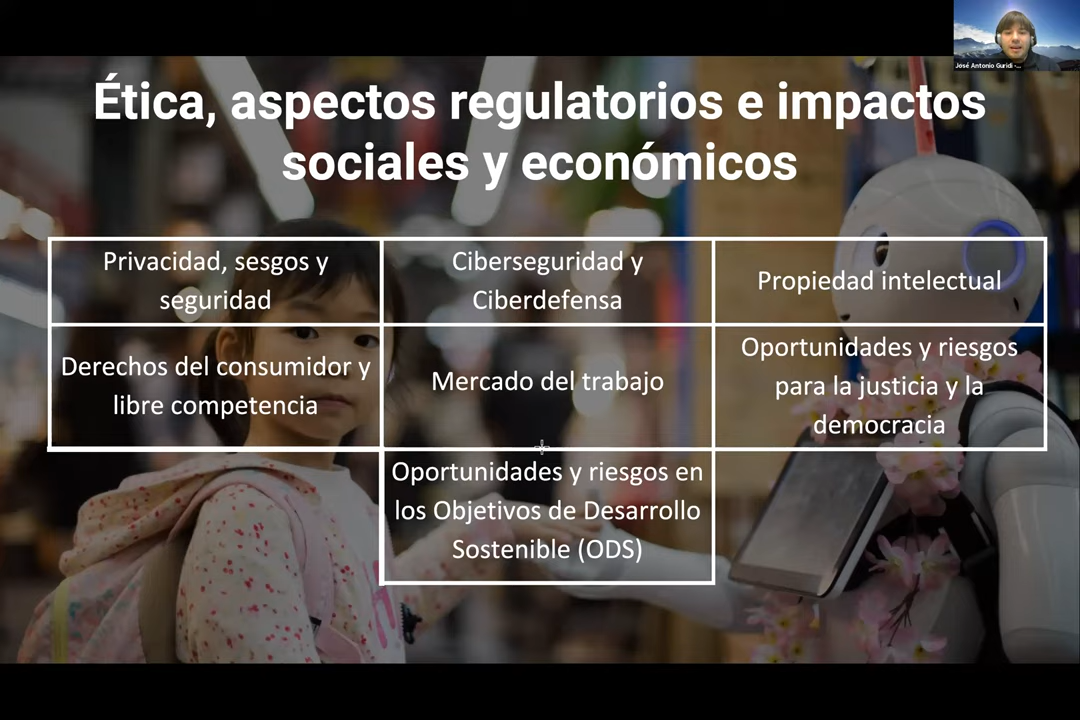 José Antonio Guridi -...
Ética, aspectos regulatorios e impactos
sociales y económicos
Privacidad, sesgos y
seguridad
Ciberseguridad y
Ciberdefensa
Propiedad intelectual
Derechos del consumidor y
libre competencia
Mercado del trabajo
Oportunidades y riesgos
para la justicia y la
democracia
Oportunidades y riesgos en
los Objetivos de Desarrollo
Sostenible (ODS)